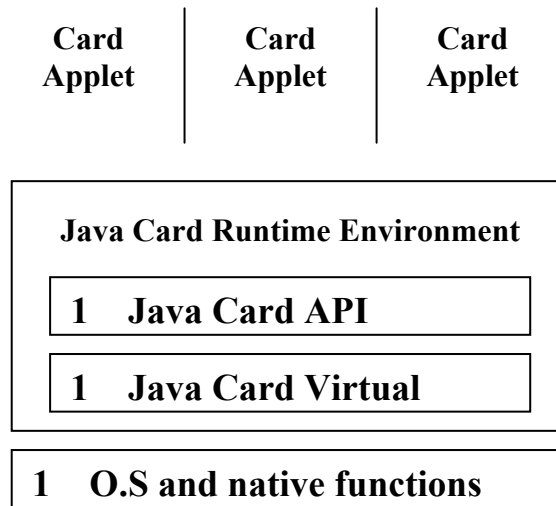 Card Applet Card Applet Card Applet
Java Card Runtime Environment
1 Java Card API
1 Java Card Virtual
1 O.S and native functions